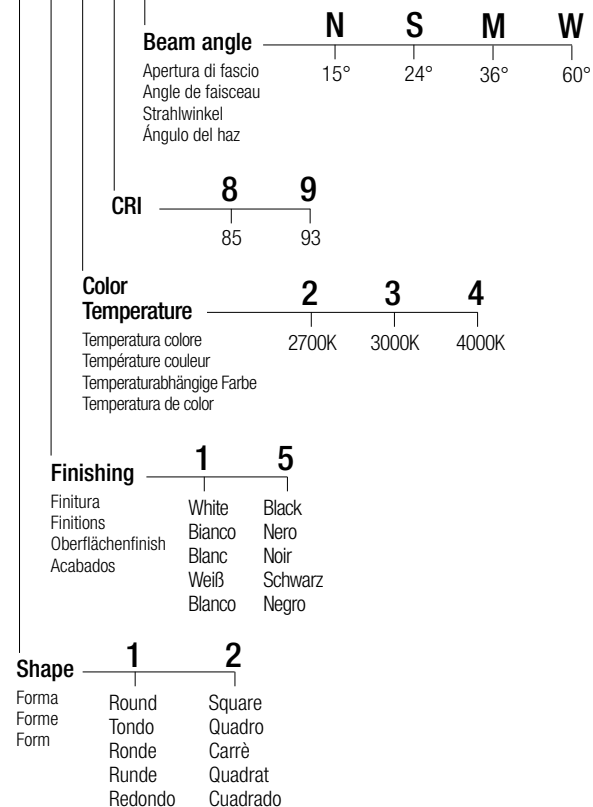 N S M W
Beam angle
Apertura di fascio
Angle de faisceau
Strahlwinkel
Ángulo del haz
15° 24° 36° 60°
8 9
CRI
85 93
Color
Temperature
2 3 4
Temperatura colore
Température couleur
Temperaturabhängige Farbe
Temperatura de color
2700K 3000K 4000K
1 5
Finishing
Finitura
Finitions
Oberflächenfinish
Acabados
White Black
Bianco Nero
Blanc Noir
Weiß Schwarz
Blanco Negro
1 2
Shape
Forma
Forme
Form
Round Square
Tondo Quadro
Ronde Carrè
Runde Quadrat
Redondo Cuadrado